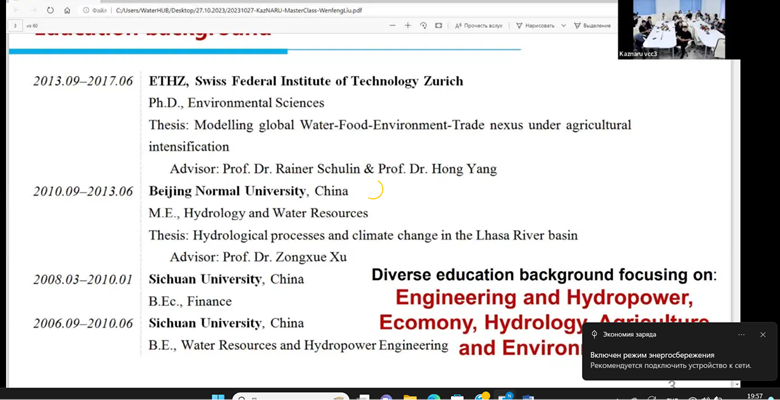 Файл
C:/Users/WaterHUB/Desktop/27.10.2023/20231027-KazNARU-MasterClass-WenfengLiu.pdf
3
из 40
Прочесть вслух
Нарисовать
Выделение
Kaznaru vcc3
Education background
2013.09–2017.06 ETHZ, Swiss Federal Institute of Technology Zurich
Ph.D., Environmental Sciences
Thesis: Modelling global Water-Food-Environment-Trade nexus under agricultural
intensification
Advisor: Prof. Dr. Rainer Schulin & Prof. Dr. Hong Yang
2010.09–2013.06 Beijing Normal University, China
M.E., Hydrology and Water Resources
Thesis: Hydrological processes and climate change in the Lhasa River basin
Advisor: Prof. Dr. Zongxue Xu
2008.03–2010.01 Sichuan University, China
B.Ec., Finance
2006.09–2010.06 Sichuan University, China
B.E., Water Resources and Hydropower Engineering
Diverse education background focusing on:
Engineering and Hydropower,
Ecomony, Hydrology, Agriculture
and Environ
Экономия заряда
Включен режим энергосбережения
Рекомендуется подключить устройство к сети.
3
19:57